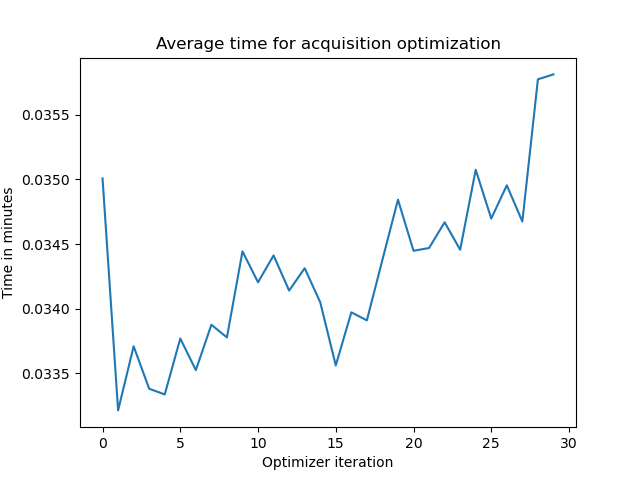 Average time for acquisition optimization
Time in minutes
0.0355
0.0350
0.0345
0.0340
0.0335
0 5 10 15 20 25 30
Optimizer iteration